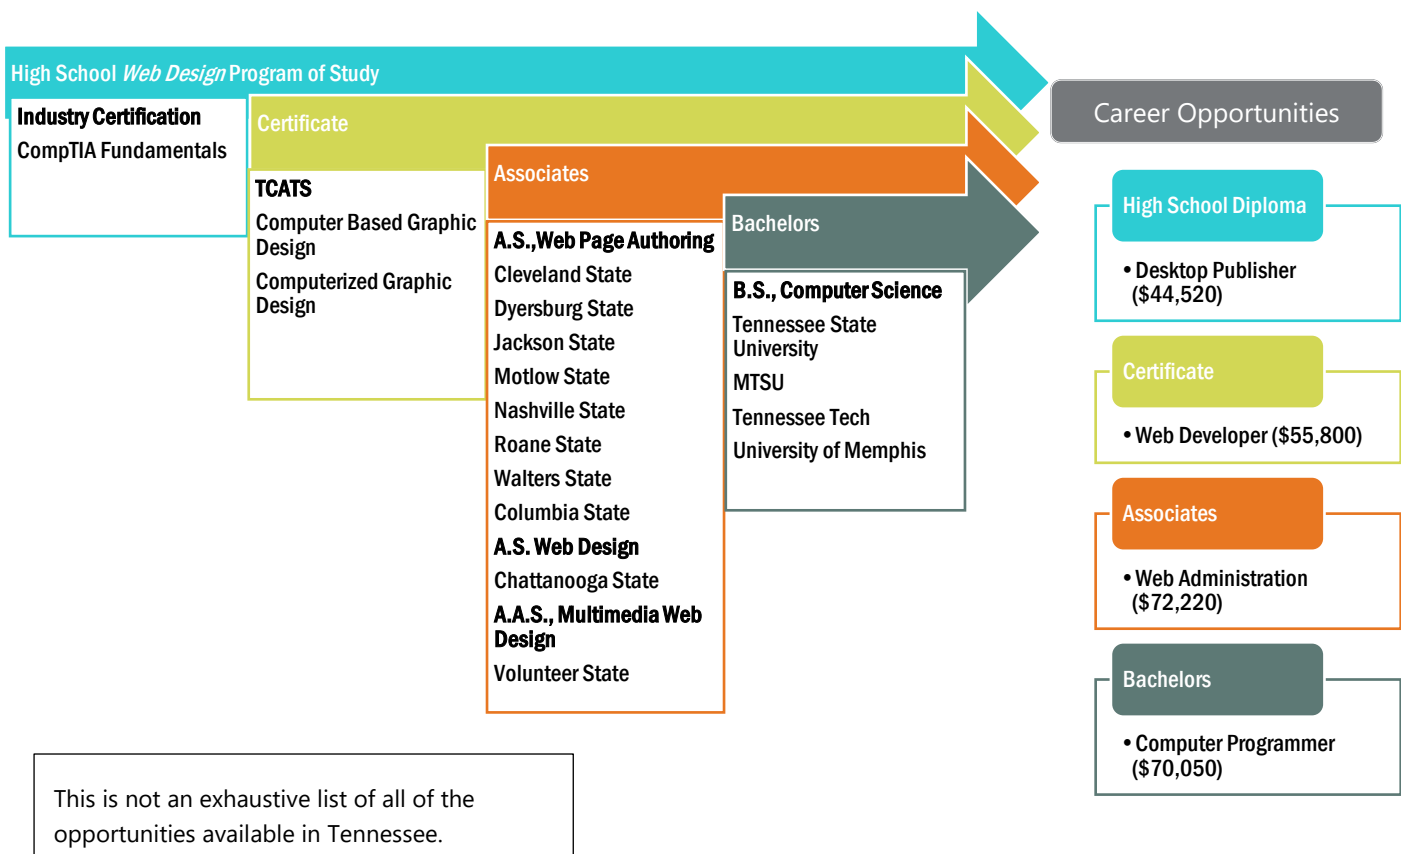 High School Web Design Program of Study
Industry Certification
CompTIA Fundamentals
Certificate
TCATS
Computer Based Graphic
Design
Computerized Graphic
Design
Associates
A.S.,Web Page Authoring
Cleveland State
Dyersburg State
Jackson State
Motlow State
Nashville State
Roane State
Walters State
Columbia State
A.S. Web Design
Chattanooga State
A.A.S., Multimedia Web
Design
Volunteer State
Bachelors
B.S., Computer Science
Tennessee State
University
MTSU
Tennessee Tech
University of Memphis
Career Opportunities
High School Diploma
• Desktop Publisher
($44,520)
Certificate
• Web Developer ($55,800)
Associates
• Web Administration
($72,220)
Bachelors
• Computer Programmer
($70,050)
This is not an exhaustive list of all of the
opportunities available in Tennessee.